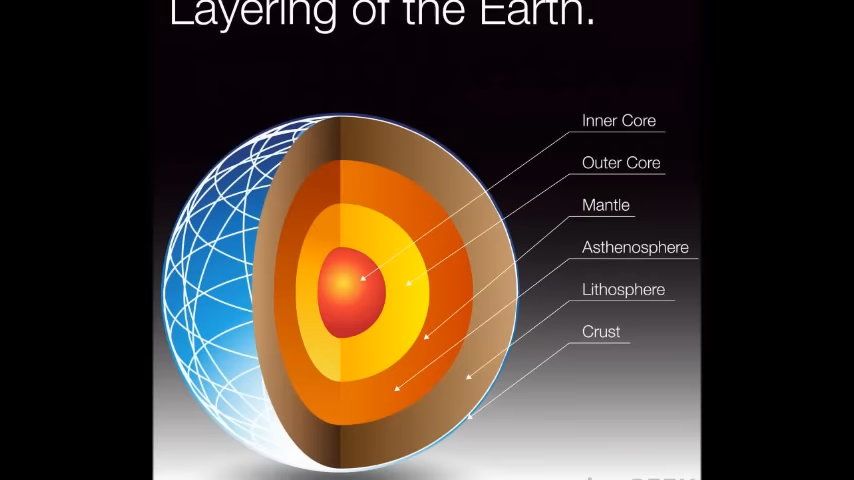 Layering of the Earth.
Inner Core
Outer Core
Mantle
Asthenosphere
Lithosphere
Crust